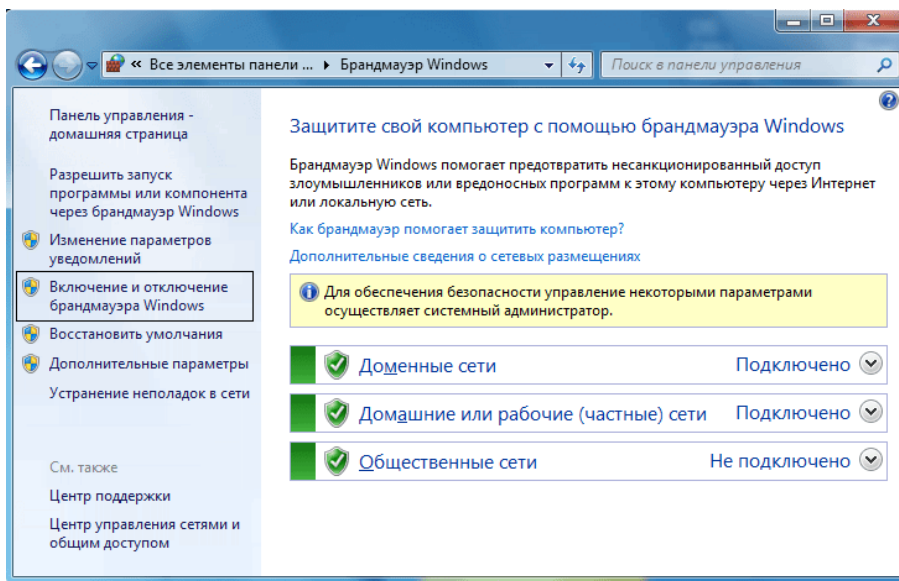 « Все элементы панели ... ▸ Брандмауэр Windows
Поиск в панели управления
Панель управления -
домашняя страница
Разрешить запуск
программы или компонента
через брандмауэр Windows
Изменение параметров
уведомлений
Включение и отключение
брандмауэра Windows
Восстановить умолчания
Дополнительные параметры
Устранение неполадок в сети
См. также
Центр поддержки
Центр управления сетями и
общим доступом
Защитите свой компьютер с помощью брандмауэра Windows
Брандмауэр Windows помогает предотвратить несанкционированный доступ
злоумышленников или вредоносных программ к этому компьютеру через Интернет
или локальную сеть.
Как брандмауэр помогает защитить компьютер?
Дополнительные сведения о сетевых размещениях
Для обеспечения безопасности управление некоторыми параметрами
осуществляет системный администратор.
Доменные сети Подключено
Домашние или рабочие (частные) сети Подключено
Общественные сети Не подключено